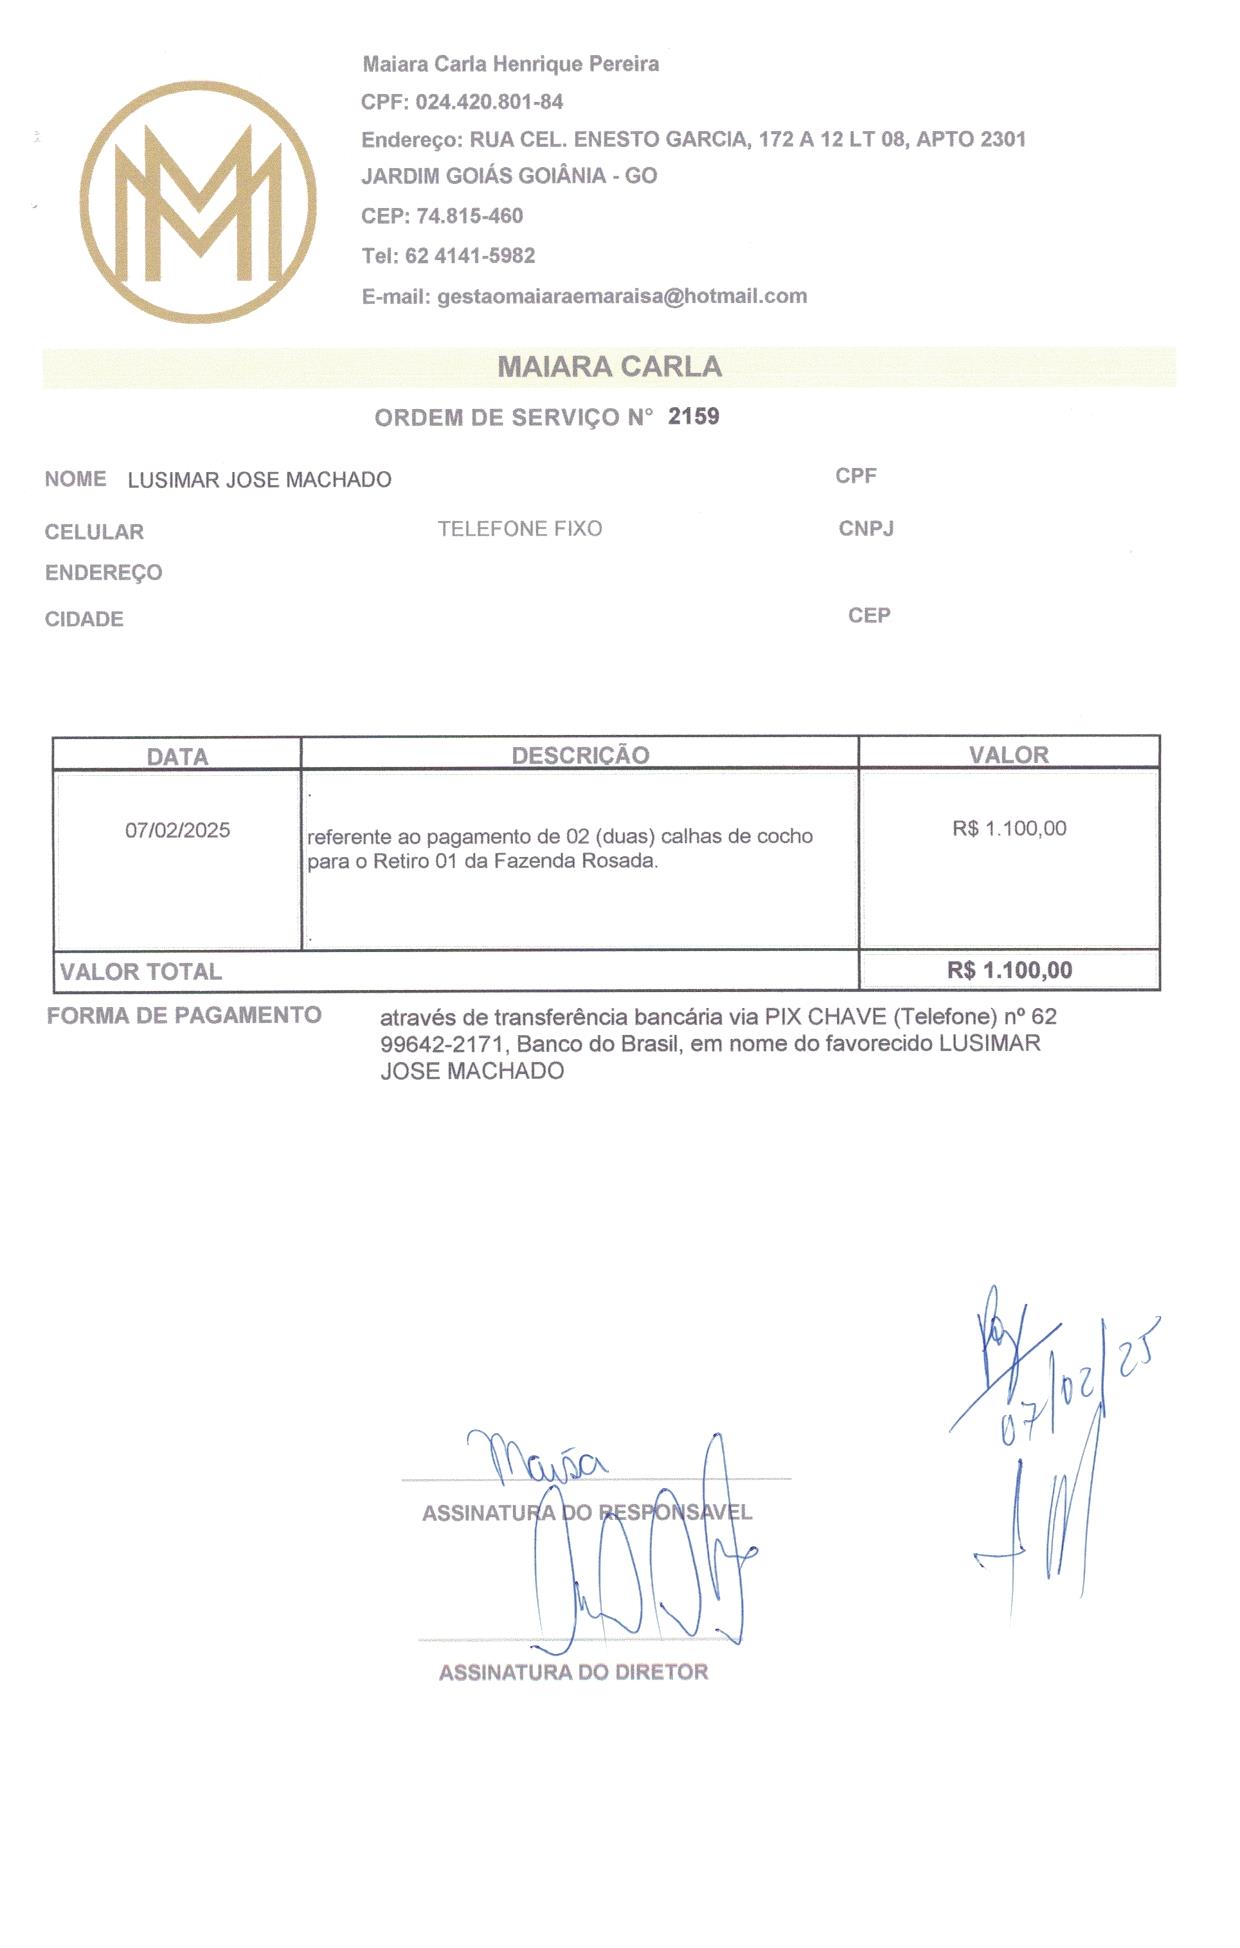 Maiara Carla Henrique Pereira
CPF: 024.420.801-84
Endereço: RUA CEL. ENESTO GARCIA, 172 A 12 LT 08, APTO 2301
JARDIM GOIÁS GOIÂNIA - GO
CEP: 74.815-460
Tel: 62 4141-5982
E-mail: gestaomaiaraemaraisa@hotmail.com
MM
MAIARA CARLA
ORDEM DE SERVIÇO N° 2159
NOME LUSIMAR JOSE MACHADO CPF
CELULAR TELEFONE FIXO CNPJ
ENDEREÇO
CIDADE CEP
DATA DESCRIÇÃO VALOR
07/02/2025 referente ao pagamento de 02 (duas) calhas de cocho R$ 1.100,00
para o Retiro 01 da Fazenda Rosada.
VALOR TOTAL R$ 1.100,00
FORMA DE PAGAMENTO através de transferência bancária via PIX CHAVE (Telefone) nº 62
99642-2171, Banco do Brasil, em nome do favorecido LUSIMAR
JOSE MACHADO
07/02/25
ASSINATURA DO RESPONSAVEL
ASSINATURA DO DIRETOR